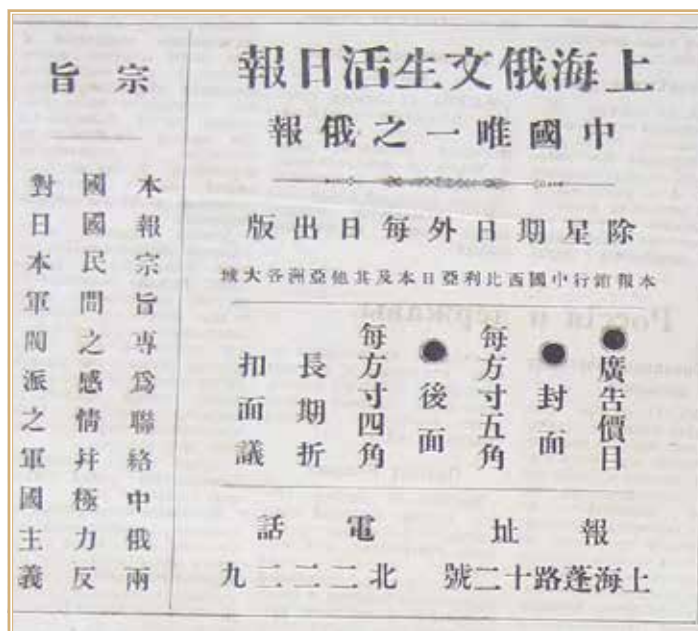 上海俄文生活日報
中國唯一之俄報
除星期日外每日出版
本報銷行中國西比利亞日本及其他亞洲各大城
●廣告價目
●封面
每方寸五角
●後面
每方寸四角
長期折
扣面議
報址 電話
上海蓬路十二號 北二二二九
宗旨
本報宗旨專爲聯絡中俄兩
國國民間之感情幷極力反
對日本軍閥派之軍國主義